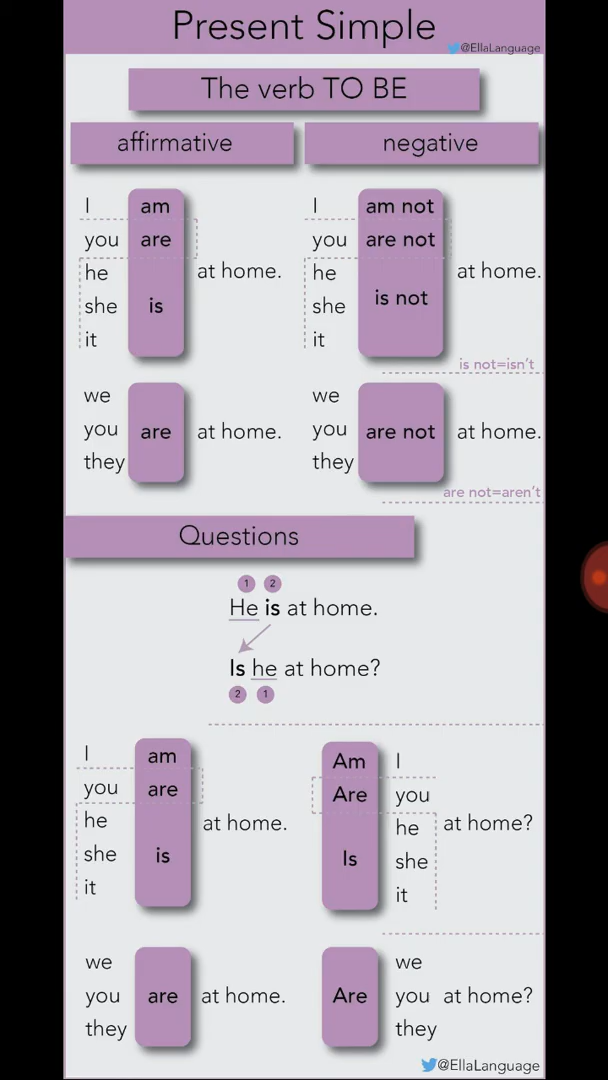 Present Simple
@EllaLanguage
The verb TO BE
affirmative
negative
I am
you are
he
she is at home.
it
we
you are at home.
they
I am not
you are not
he
she is not at home.
it
is not=isn't
we
you are not at home.
they
are not=aren't
Questions
1 2
He is at home.
Is he at home?
2 1
I am
you are
he
she is at home.
it
Am I
Are you
he
Is she at home?
it
we
you are at home.
they
we
Are you at home?
they
@EllaLanguage